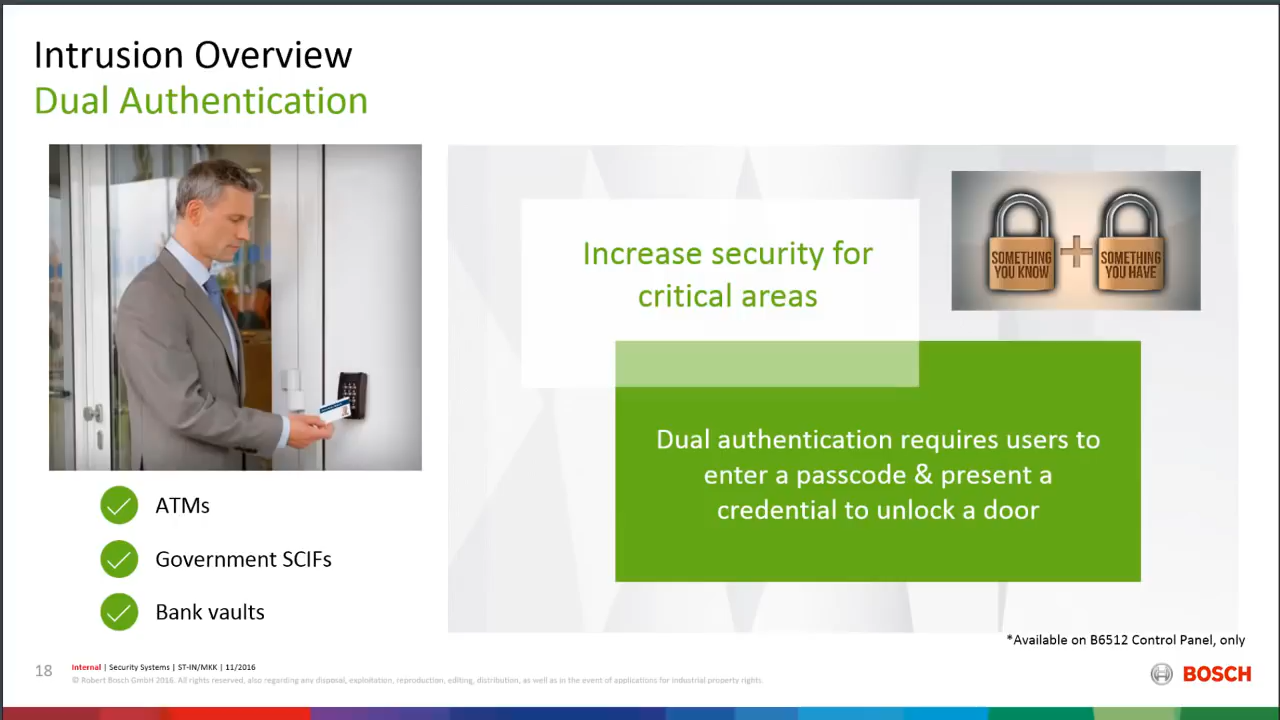 Intrusion Overview
Dual Authentication
ATMs
Government SCIFs
Bank vaults
Increase security for
critical areas
SOMETHING
YOU KNOW
+
SOMETHING
YOU HAVE
Dual authentication requires users to
enter a passcode & present a
credential to unlock a door
*Available on B6512 Control Panel, only
18
Internal | Security Systems | ST-IN/MKK | 11/2016
© Robert Bosch GmbH 2016. All rights reserved, also regarding any disposal, exploitation, reproduction, editing, distribution, as well as in the event of applications for industrial property rights.
BOSCH